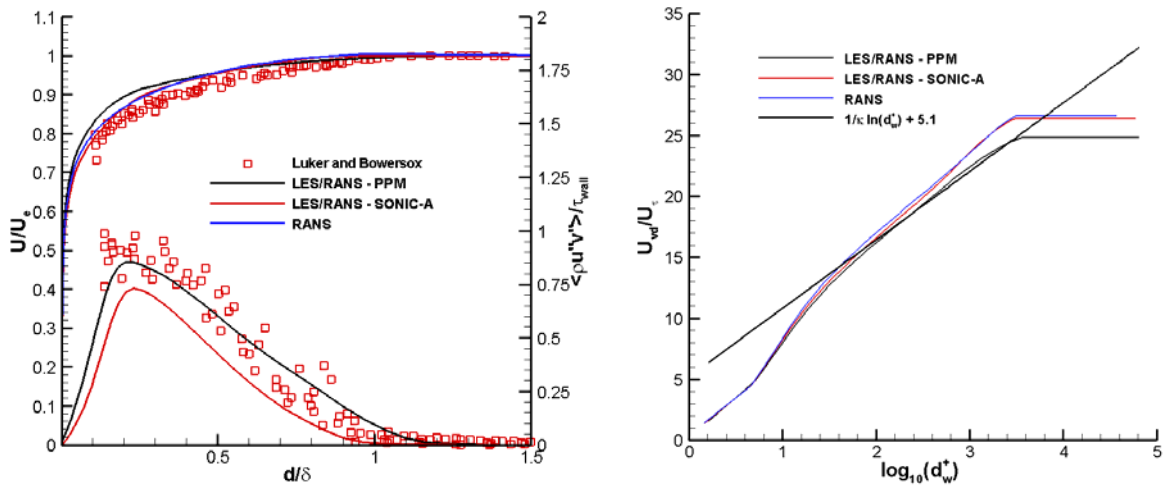 U/U_e
1.1
1
0.9
0.8
0.7
0.6
0.5
0.4
0.3
0.2
0.1
0
Luker and Bowersox
LES/RANS - PPM
LES/RANS - SONIC-A
RANS
2
1.75
1.5
1.25
1
0.75
0.5
0.25
0
<ρu"v">/τ_wall
0.5
1
1.5
d/δ
U_vd/U_τ
35
30
25
20
15
10
5
0
LES/RANS - PPM
LES/RANS - SONIC-A
RANS
1/κ ln(d_w^+) + 5.1
0
1
2
3
4
5
log_10(d_w^+)